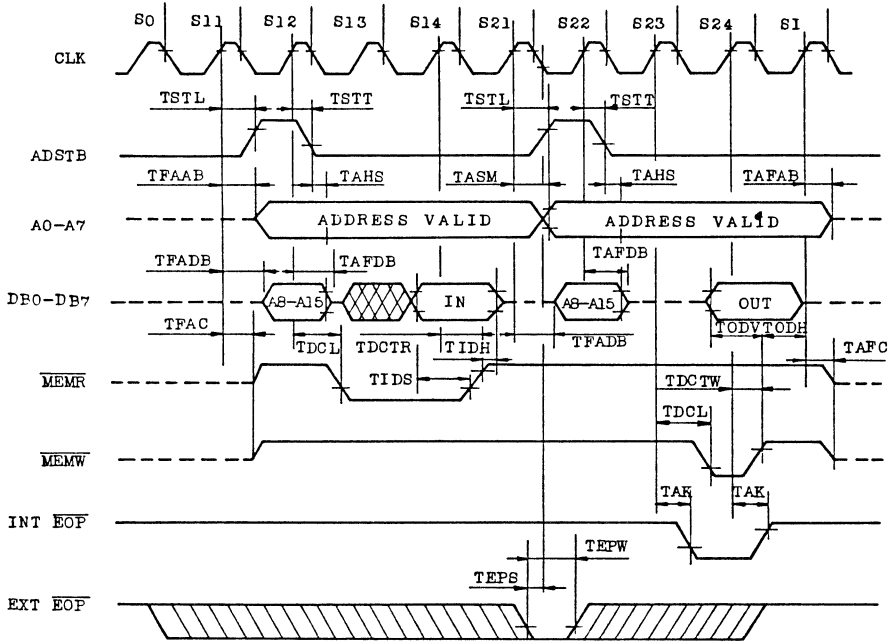 S0 S11 S12 S13 S14 S21 S22 S23 S24 SI
CLK
TSTL TSTT TSTL TSTT
ADSTB
TFAAB TAHS TASM TAHS TAFAB
A0-A7 ADDRESS VALID ADDRESS VALID
TFADB TAFDB TAFDB
DB0-DB7 A8-A15 IN A8-A15 OUT
TFAC TDCL TDCTR TIDH TFADB TODV TODH TAFC
MEMR TIDS TDCTW
TDCL
MEMW
TAK TAK
INT EOP
TEPW
TEPS
EXT EOP